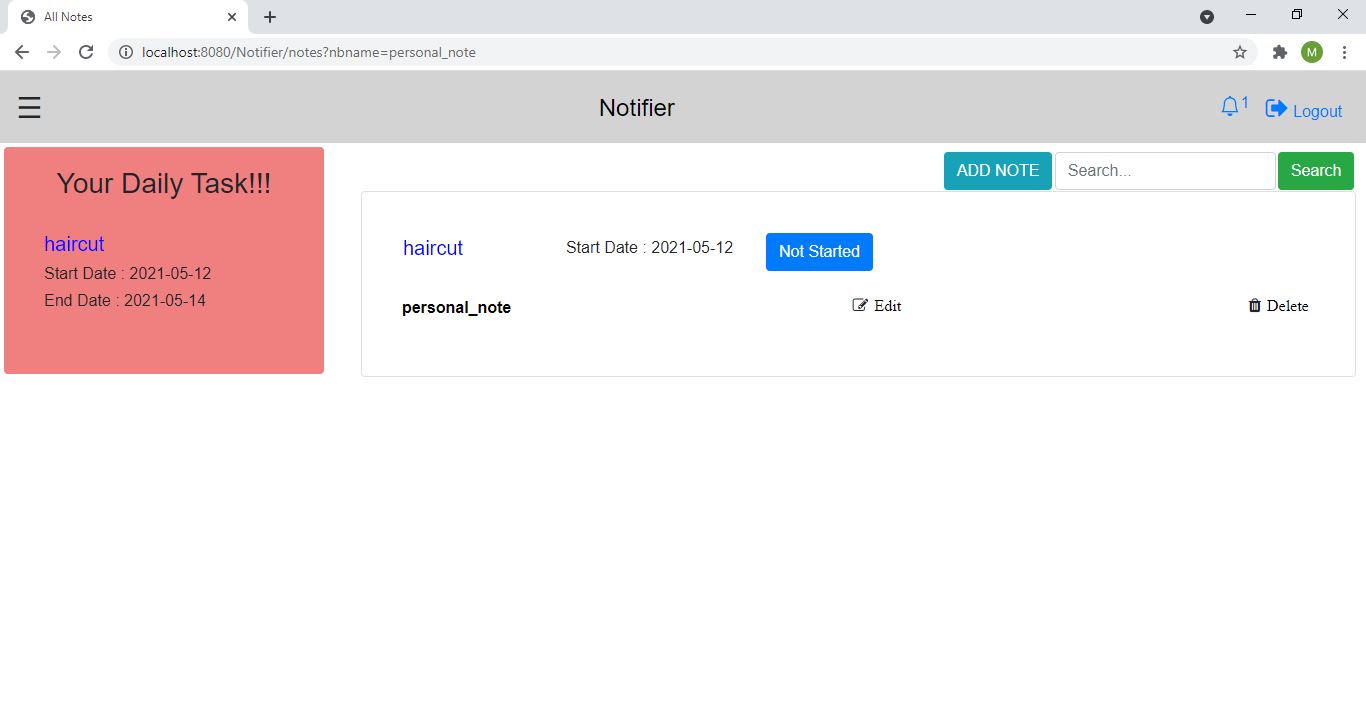 All Notes
localhost:8080/Notifier/notes?nbname=personal_note
M
Notifier
1
Logout
Your Daily Task!!!
haircut
Start Date : 2021-05-12
End Date : 2021-05-14
ADD NOTE
Search...
Search
haircut
Start Date : 2021-05-12
Not Started
personal_note
Edit
Delete